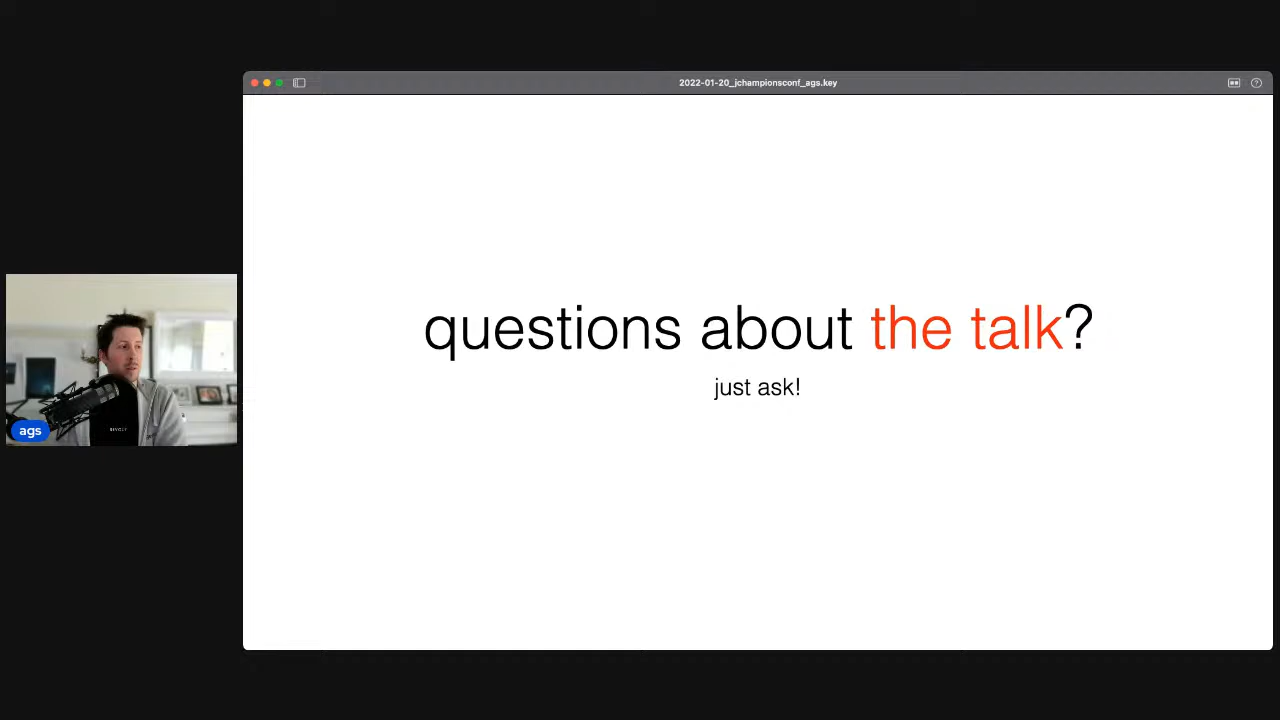 2022-01-20_jchampionsconf_ags.key
questions about the talk?
just ask!
ags